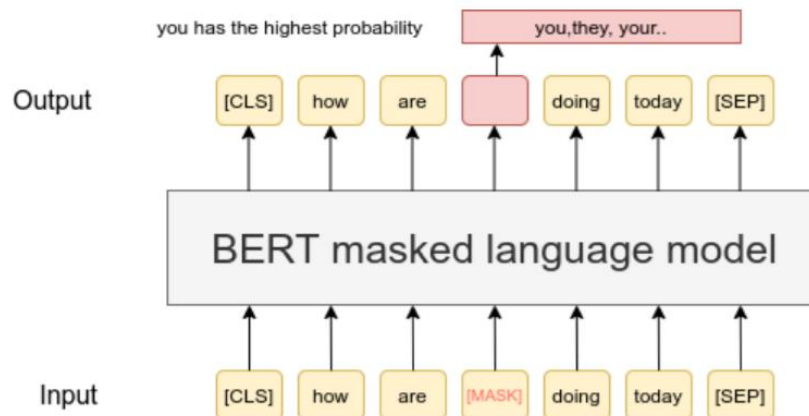 you has the highest probability
you,they, your..
Output
[CLS] how are doing today [SEP]
BERT masked language model
Input
[CLS] how are [MASK] doing today [SEP]